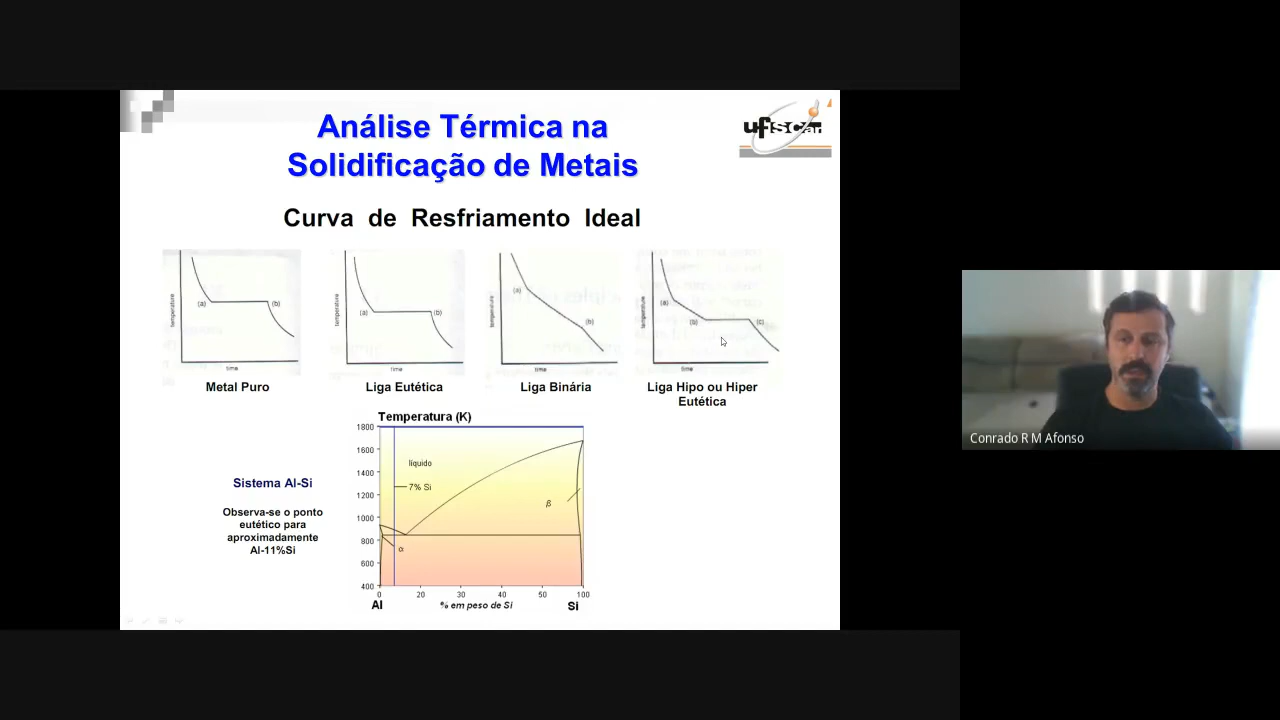 Análise Térmica na
Solidificação de Metais
ufscar
Curva de Resfriamento Ideal
temperature
(a)
(b)
time
Metal Puro
temperature
(a)
(b)
time
Liga Eutética
temperature
(a)
(b)
time
Liga Binária
temperature
(a)
(b)
(c)
time
Liga Hipo ou Hiper
Eutética
Temperatura (K)
1800
1600
1400
1200
1000
800
600
400
líquido
7% Si
β
α
0
20
30
40
50
100
Al
% em peso de Si
Si
Sistema Al-Si
Observa-se o ponto
eutético para
aproximadamente
Al-11%Si
Conrado R M Afonso